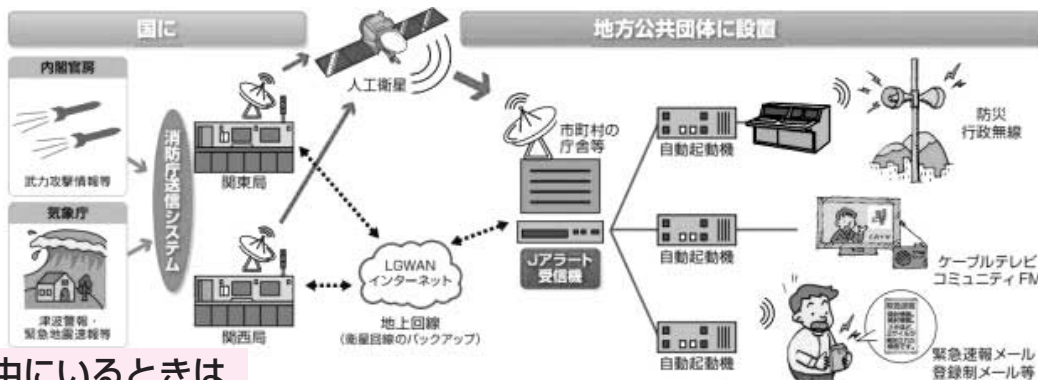 国に
地方公共団体に設置
内閣官房
武力攻撃情報等
気象庁
津波警報・
緊急地震速報等
消防庁送信システム
関東局
関西局
人工衛星
LGWAN
インターネット
地上回線
(衛星回線のバックアップ)
市町村の
庁舎等
Jアラート
受信機
自動起動機
防災
行政無線
自動起動機
ケーブルテレビ
コミュニティFM
自動起動機
緊急速報
緊急速報メール
登録制メール等
中にいるときは